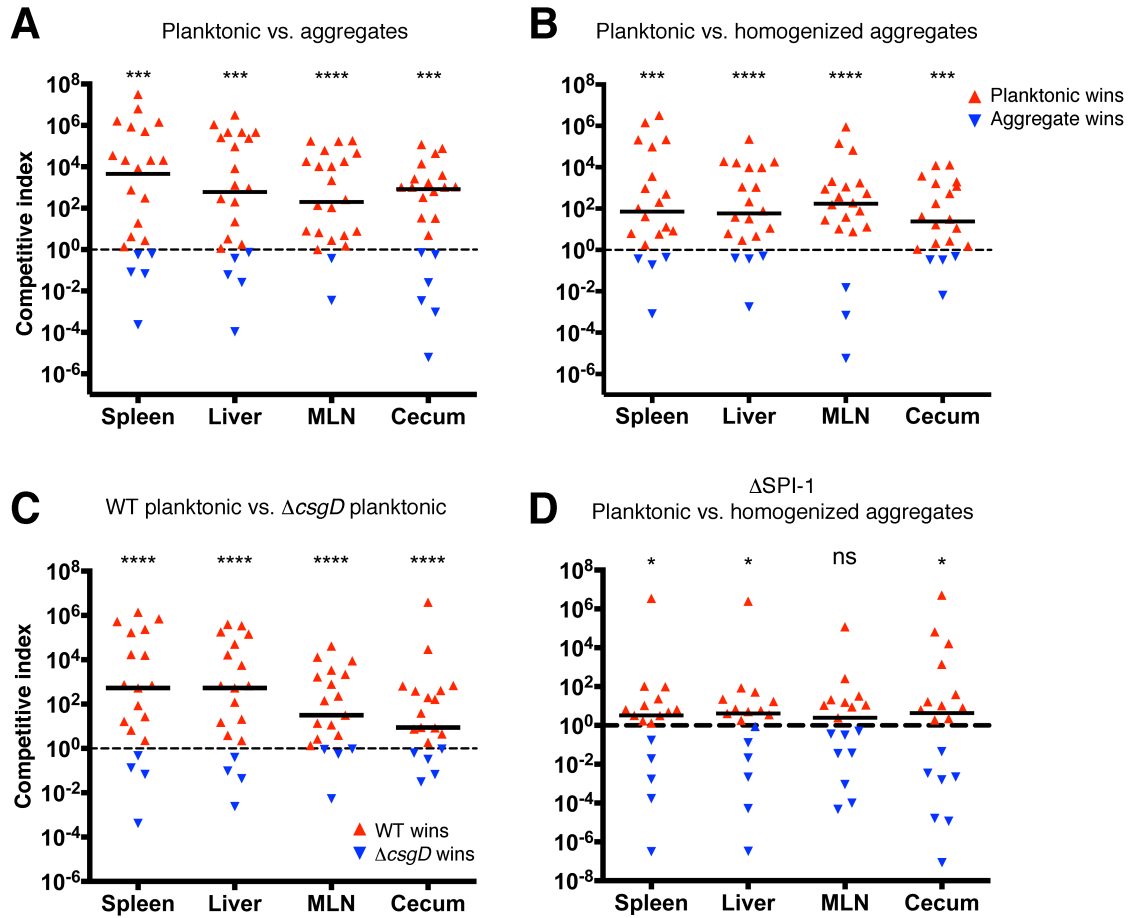 A
Planktonic vs. aggregates
*** *** **** ***
Competitive index
10^8
10^6
10^4
10^2
10^0
10^-2
10^-4
10^-6
Spleen Liver MLN Cecum
B
Planktonic vs. homogenized aggregates
*** **** **** ***
Planktonic wins
Aggregate wins
10^8
10^6
10^4
10^2
10^0
10^-2
10^-4
10^-6
Spleen Liver MLN Cecum
C
WT planktonic vs. ΔcsgD planktonic
**** **** **** ****
Competitive index
10^8
10^6
10^4
10^2
10^0
10^-2
10^-4
10^-6
WT wins
ΔcsgD wins
Spleen Liver MLN Cecum
D
ΔSPI-1
Planktonic vs. homogenized aggregates
* * ns *
10^8
10^6
10^4
10^2
10^0
10^-2
10^-4
10^-6
10^-8
Spleen Liver MLN Cecum